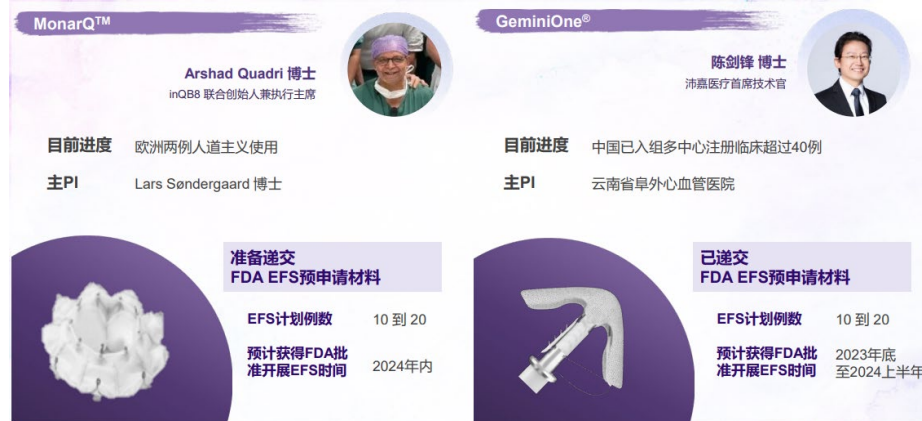 MonarQ™
Arshad Quadri 博士
inQB8 联合创始人兼执行主席
目前进度 欧洲两例人道主义使用
主PI Lars Søndergaard 博士
准备递交
FDA EFS预申请材料
EFS计划例数 10 到 20
预计获得FDA批
准开展EFS时间 2024年内
GeminiOne®
陈剑锋 博士
沛嘉医疗首席技术官
目前进度 中国已入组多中心注册临床超过40例
主PI 云南省阜外心血管医院
已递交
FDA EFS预申请材料
EFS计划例数 10 到 20
预计获得FDA批 2023年底
准开展EFS时间 至2024上半年